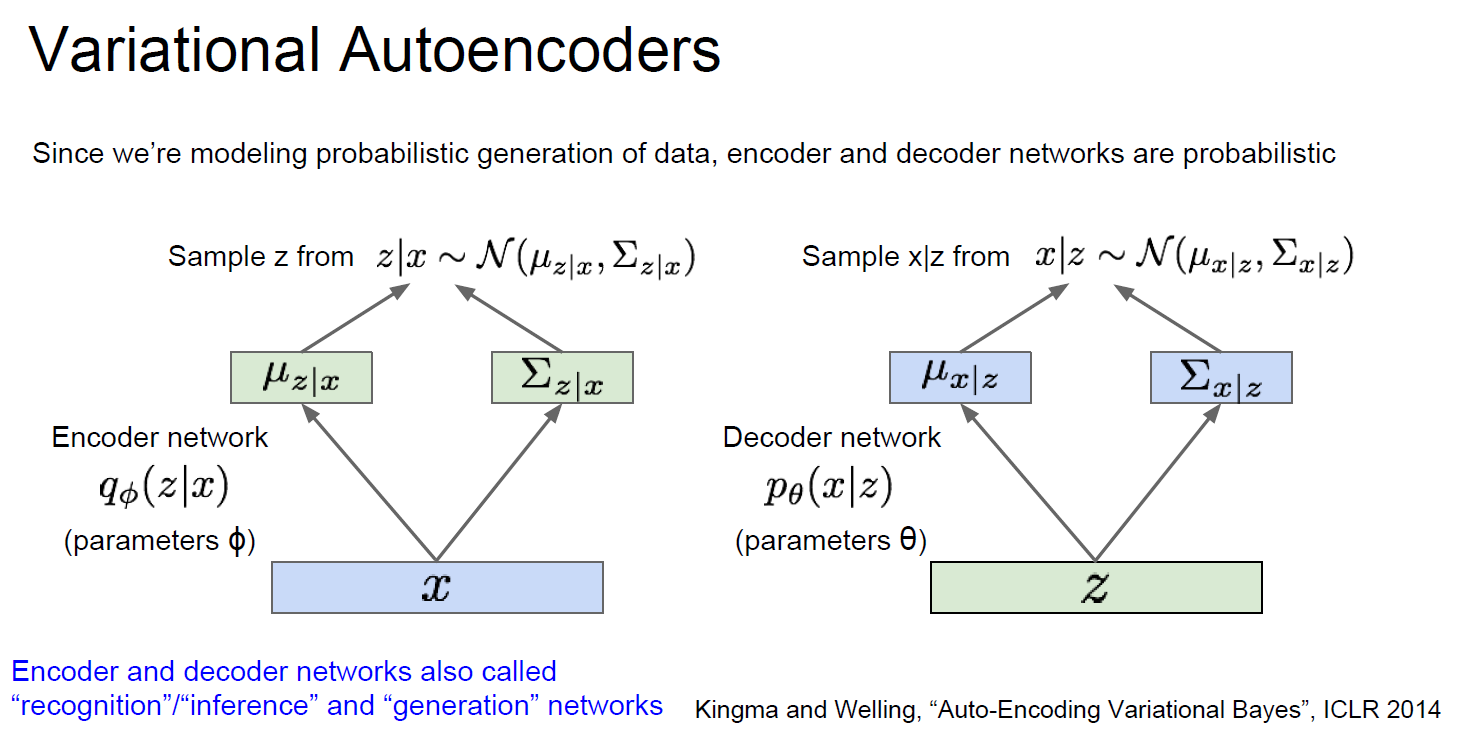 Variational Autoencoders
Since we’re modeling probabilistic generation of data, encoder and decoder networks are probabilistic
Sample z from z|x ∼ 𝒩(μ_{z|x}, Σ_{z|x})
μ_{z|x}
Σ_{z|x}
Encoder network
q_ϕ(z|x)
(parameters ϕ)
x
Sample x|z from x|z ∼ 𝒩(μ_{x|z}, Σ_{x|z})
μ_{x|z}
Σ_{x|z}
Decoder network
p_θ(x|z)
(parameters θ)
z
Encoder and decoder networks also called
“recognition”/“inference” and “generation” networks
Kingma and Welling, “Auto-Encoding Variational Bayes”, ICLR 2014